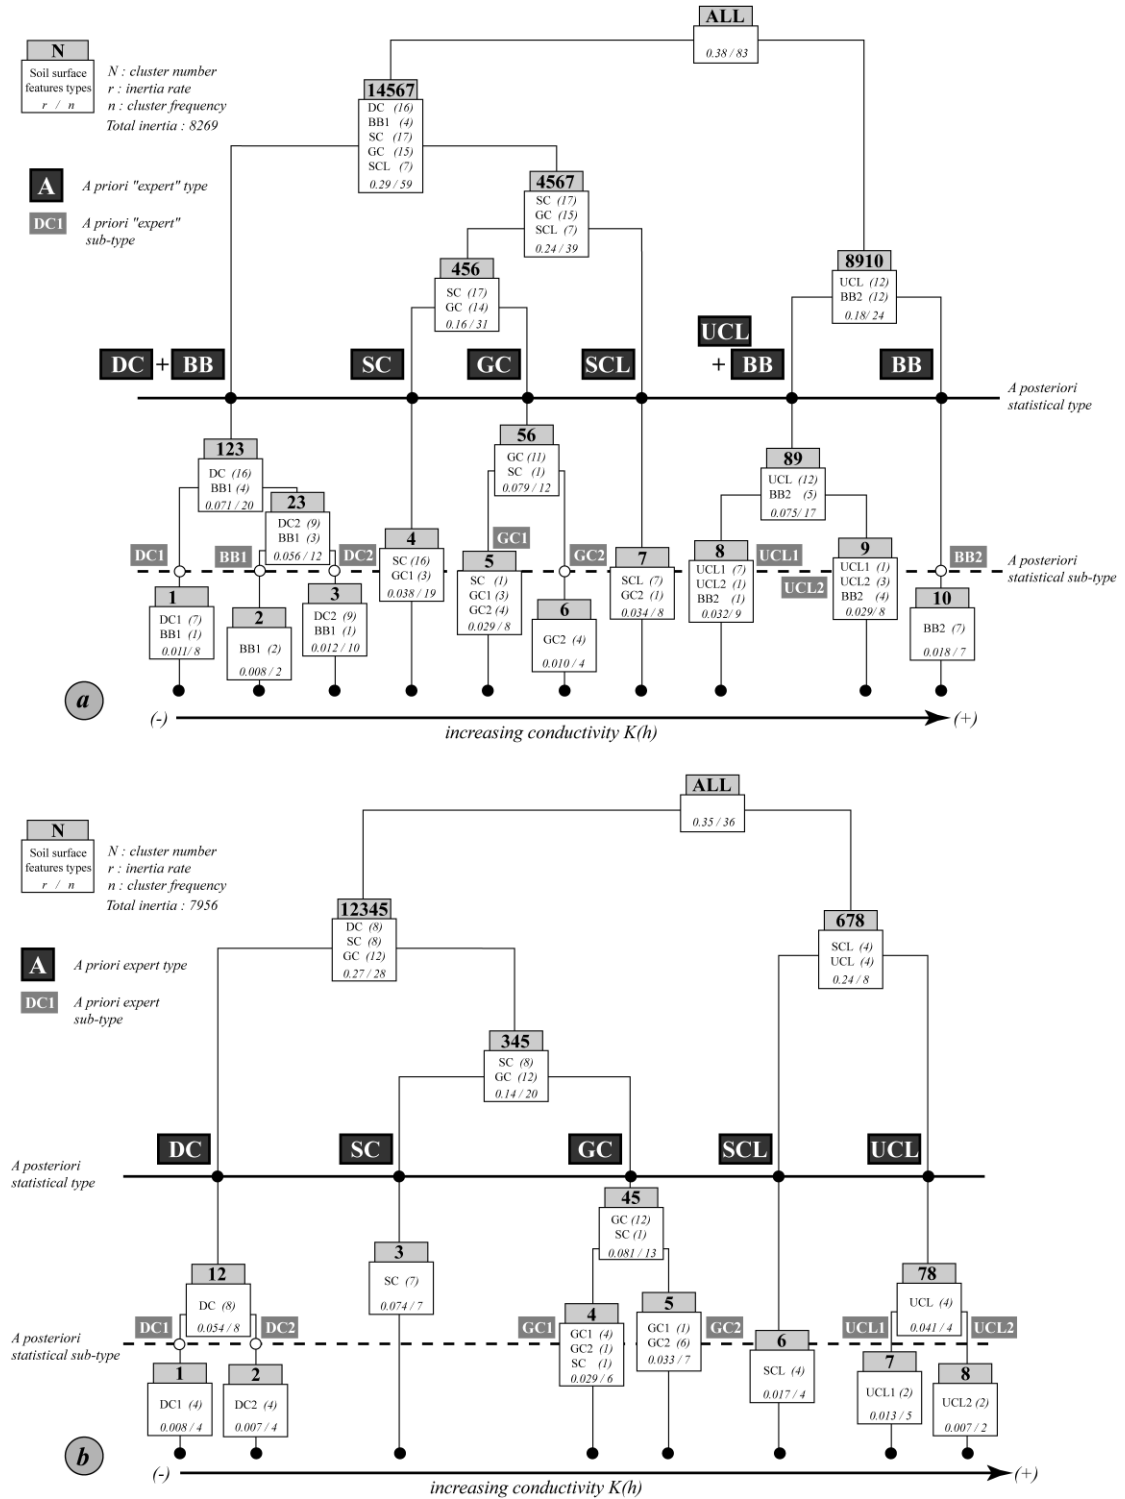 ALL
0.38 / 83
N
Soil surface
features types
r / n
N : cluster number
r : inertia rate
n : cluster frequency
Total inertia : 8269
A
A priori "expert" type
DC1
A priori "expert"
sub-type
14567
DC (16)
BB1 (4)
SC (17)
GC (15)
SCL (7)
0.29 / 59
4567
SC (17)
GC (15)
SCL (7)
0.24 / 39
456
SC (17)
GC (14)
0.16 / 31
8910
UCL (12)
BB2 (12)
0.18/ 24
DC + BB
SC
GC
SCL
UCL
+ BB
BB
A posteriori
statistical type
123
DC (16)
BB1 (4)
0.071 / 20
23
DC2 (9)
BB1 (3)
0.056 / 12
56
GC (11)
SC (1)
0.079 / 12
89
UCL (12)
BB2 (5)
0.075/ 17
DC1
BB1
DC2
GC1
GC2
UCL1
UCL2
BB2
A posteriori
statistical sub-type
1
DC1 (7)
BB1 (1)
0.011/ 8
2
BB1 (2)
0.008 / 2
3
DC2 (9)
BB1 (1)
0.012 / 10
4
SC (16)
GC1 (3)
0.038 / 19
5
SC (1)
GC1 (3)
GC2 (4)
0.029 / 8
6
GC2 (4)
0.010 / 4
7
SCL (7)
GC2 (1)
0.034 / 8
8
UCL1 (7)
UCL2 (1)
BB2 (1)
0.032/ 9
9
UCL1 (1)
UCL2 (3)
BB2 (4)
0.029/ 8
10
BB2 (7)
0.018 / 7
a
(-)
(+)
increasing conductivity K(h)
ALL
0.35 / 36
N
Soil surface
features types
r / n
N : cluster number
r : inertia rate
n : cluster frequency
Total inertia : 7956
A
A priori expert type
DC1
A priori expert
sub-type
12345
DC (8)
SC (8)
GC (12)
0.27 / 28
678
SCL (4)
UCL (4)
0.24 / 8
345
SC (8)
GC (12)
0.14 / 20
DC
SC
GC
SCL
UCL
A posteriori
statistical type
45
GC (12)
SC (1)
0.081 / 13
12
DC (8)
0.054 / 8
3
SC (7)
0.074 / 7
78
UCL (4)
0.041 / 4
DC1
DC2
GC1
GC2
UCL1
UCL2
A posteriori
statistical sub-type
1
DC1 (4)
0.008 / 4
2
DC2 (4)
0.007 / 4
4
GC1 (4)
GC2 (1)
SC (1)
0.029 / 6
5
GC1 (1)
GC2 (6)
0.033 / 7
6
SCL (4)
0.017 / 4
7
UCL1 (2)
0.013 / 5
8
UCL2 (2)
0.007 / 2
b
(-)
(+)
increasing conductivity K(h)